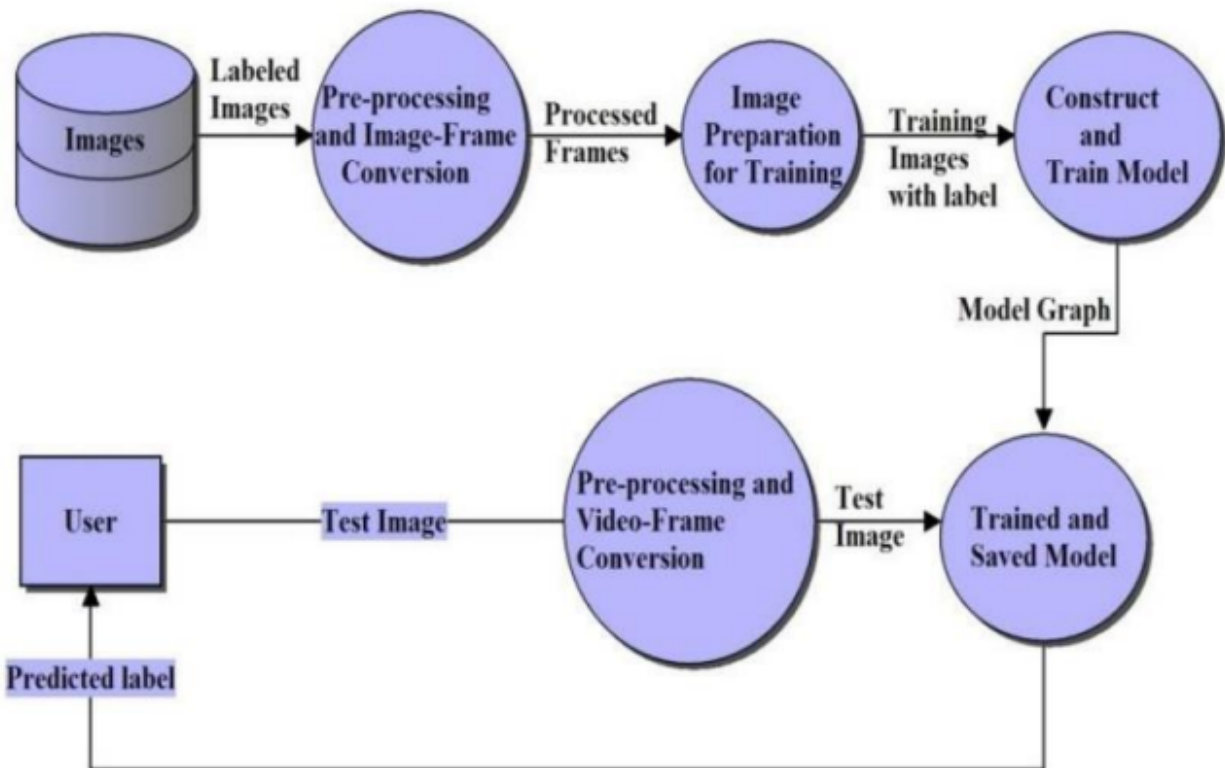 Images
Labeled
Images
Pre-processing
and Image-Frame
Conversion
Processed
Frames
Image
Preparation
for Training
Training
Images
with label
Construct
and
Train Model
Model Graph
User
Test Image
Pre-processing and
Video-Frame
Conversion
Test
Image
Trained and
Saved Model
Predicted label